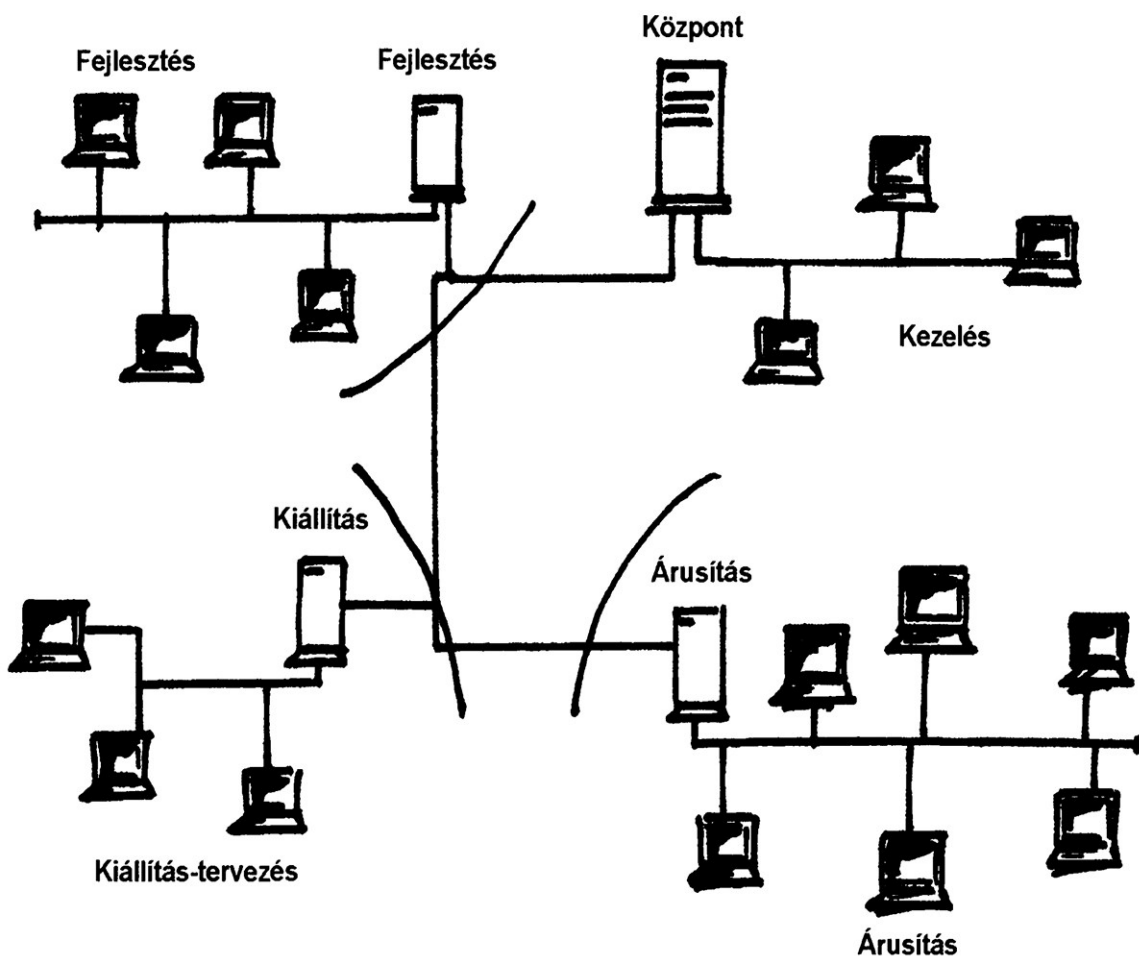 Központ
Fejlesztés
Fejlesztés
Kezelés
Kiállítás
Árusítás
Kiállítás-tervezés
Árusítás